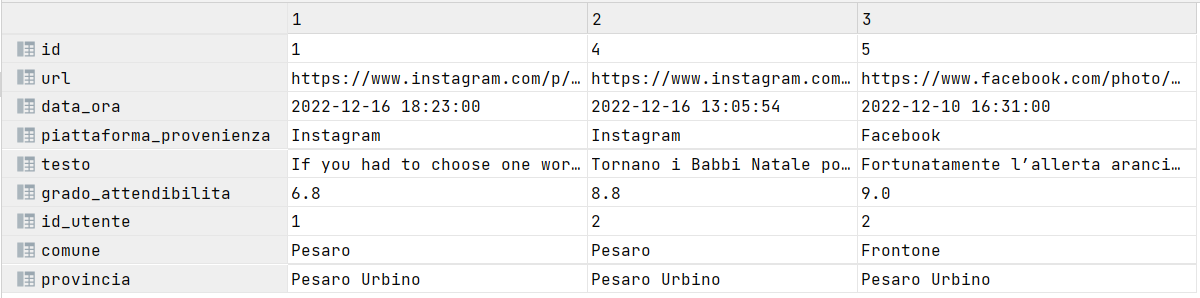 1 2 3
id 1 4 5
url https://www.instagram.com/p/… https://www.instagram.com… https://www.facebook.com/photo/…
data_ora 2022-12-16 18:23:00 2022-12-16 13:05:54 2022-12-10 16:31:00
piattaforma_provenienza Instagram Instagram Facebook
testo If you had to choose one wor… Tornano i Babbi Natale po… Fortunatamente l’allerta aranci…
grado_attendibilita 6.8 8.8 9.0
id_utente 1 2 2
comune Pesaro Pesaro Frontone
provincia Pesaro Urbino Pesaro Urbino Pesaro Urbino